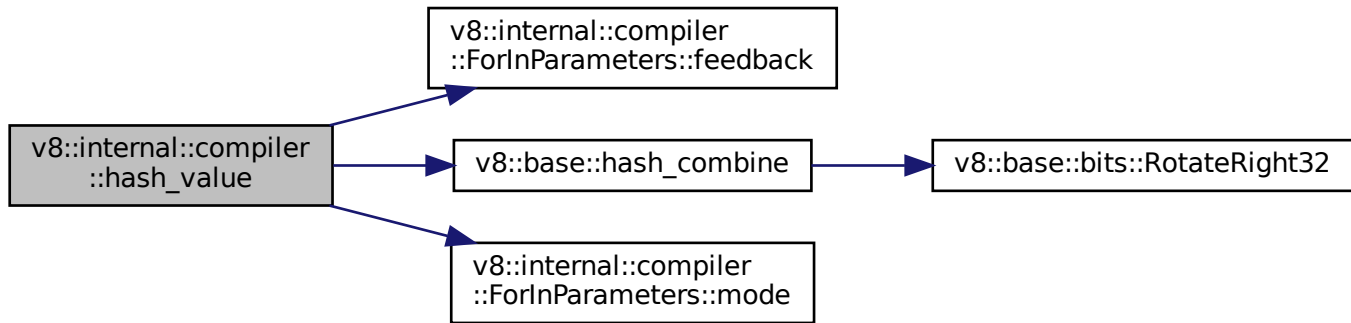 v8::internal::compiler
::hash_value
v8::internal::compiler
::ForInParameters::feedback
v8::base::hash_combine
v8::base::bits::RotateRight32
v8::internal::compiler
::ForInParameters::mode